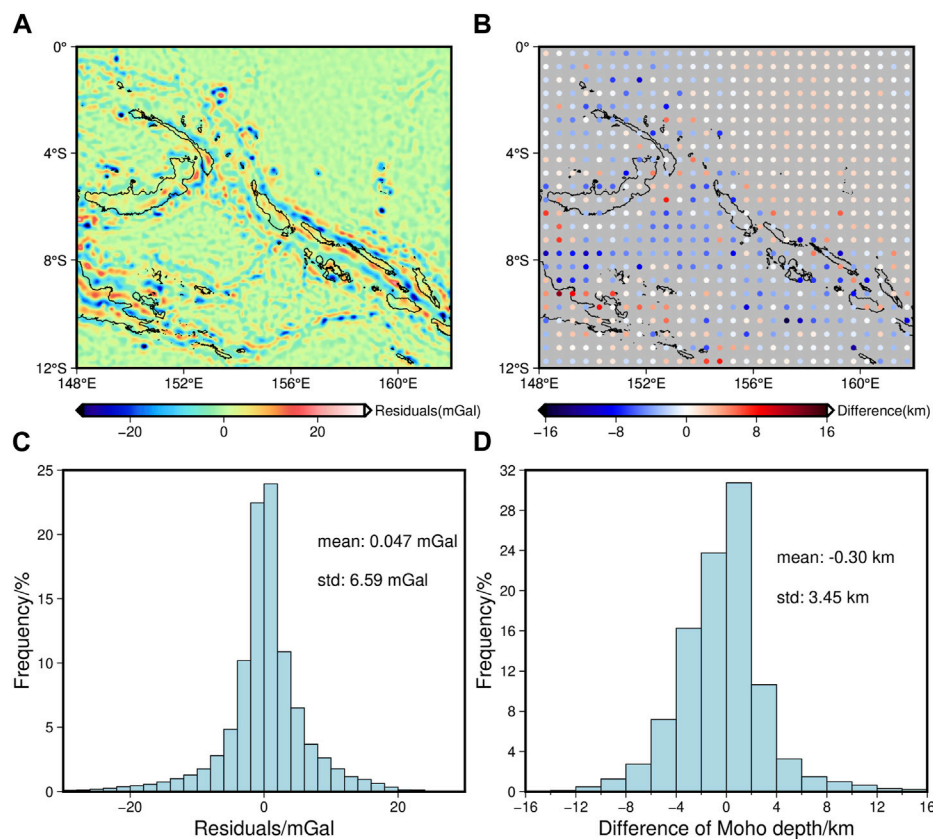 A
0°
4°S
8°S
12°S
148°E
152°E
156°E
160°E
Residuals(mGal)
−20
0
20
B
0°
4°S
8°S
12°S
148°E
152°E
156°E
160°E
Difference(km)
−16
−8
0
8
16
C
25
20
15
10
5
0
Frequency/%
mean: 0.047 mGal
std: 6.59 mGal
−20
0
20
Residuals/mGal
D
32
28
24
20
16
12
8
4
0
Frequency/%
mean: -0.30 km
std: 3.45 km
−16
−12
−8
−4
0
4
8
12
16
Difference of Moho depth/km